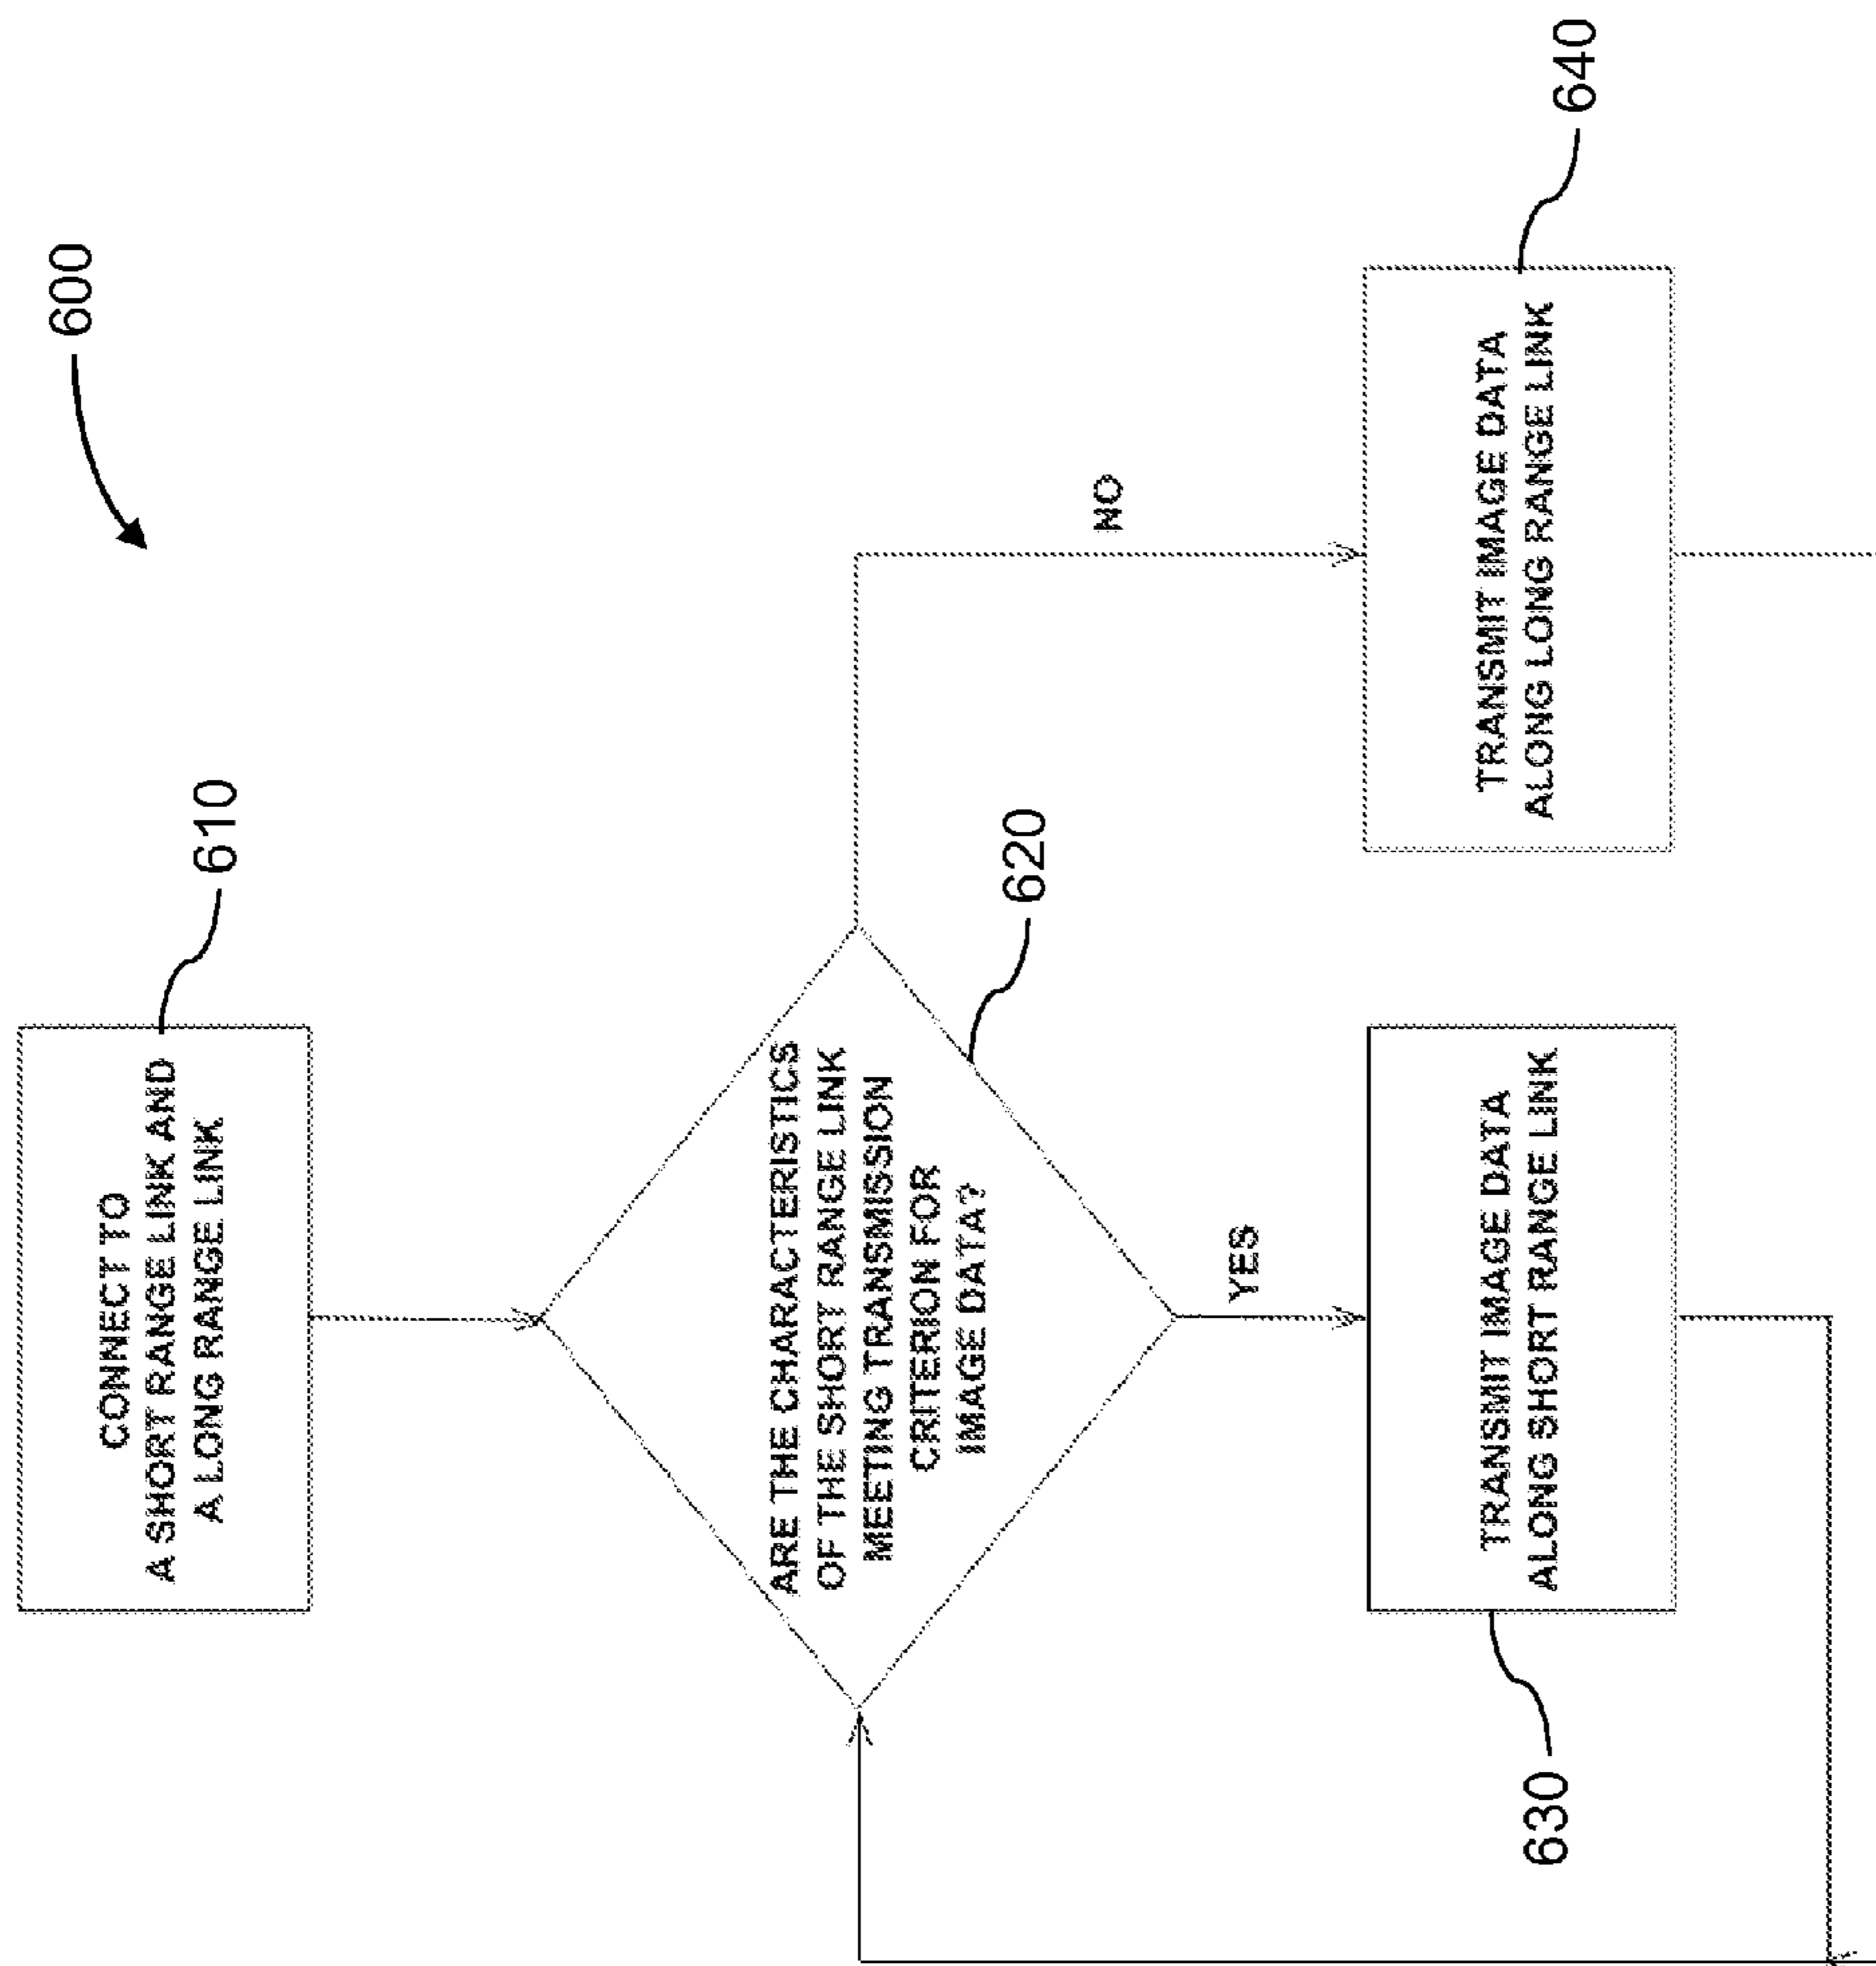 600
CONNECT TO
A SHORT RANGE LINK AND
A LONG RANGE LINK
610
ARE THE CHARACTERISTICS
OF THE SHORT RANGE LINK
MEETING TRANSMISSION
CRITERION FOR
IMAGE DATA?
620
NO
YES
TRANSMIT IMAGE DATA
ALONG SHORT RANGE LINK
630
TRANSMIT IMAGE DATA
ALONG LONG RANGE LINK
640